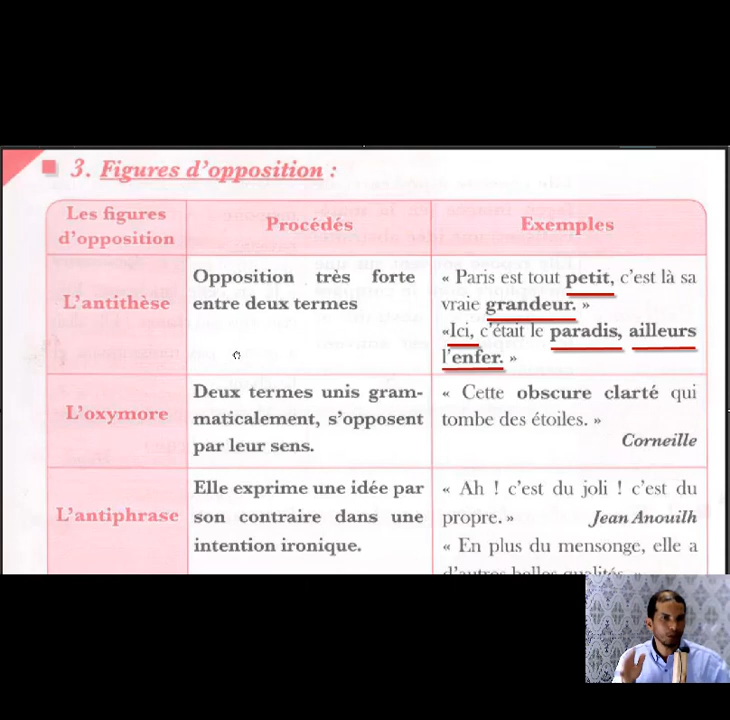 3. Figures d'opposition :
Les figures
d'opposition
Procédés
Exemples
L'antithèse
Opposition très forte
entre deux termes
« Paris est tout petit, c'est là sa
vraie grandeur. »
«Ici, c'était le paradis, ailleurs
l'enfer. »
L'oxymore
Deux termes unis gram-
maticalement, s'opposent
par leur sens.
« Cette obscure clarté qui
tombe des étoiles. »
Corneille
L'antiphrase
Elle exprime une idée par
son contraire dans une
intention ironique.
« Ah ! c'est du joli ! c'est du
propre. » Jean Anouilh
« En plus du mensonge, elle a
d'autres belles qualités. »